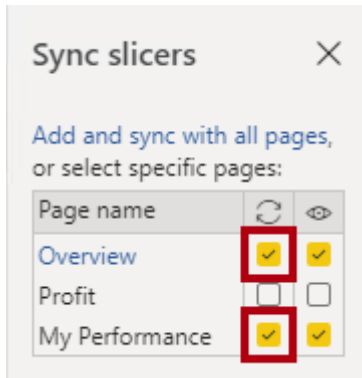 Sync slicers
Add and sync with all pages,
or select specific pages:
Page name
Overview
Profit
My Performance